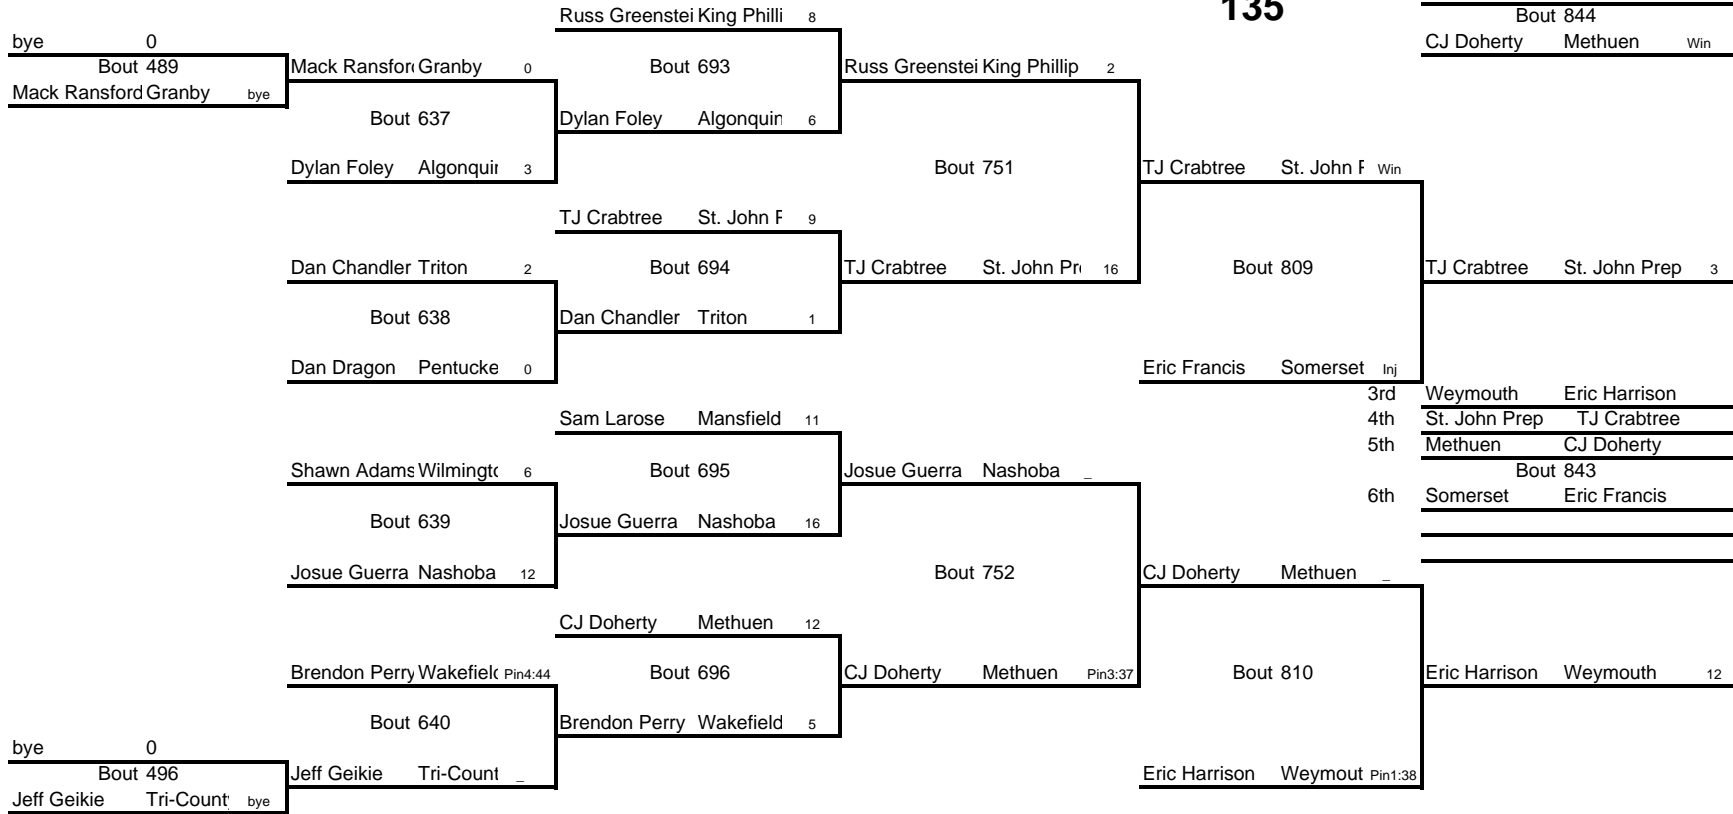 135
Russ Greenstei King Philli 8
Bout 844
bye 0
CJ Doherty Methuen Win
Bout 489
Mack Ransford Granby 0
Bout 693
Russ Greenstei King Phillip 2
Mack Ransford Granby bye
Bout 637
Dylan Foley Algonquin 6
Dylan Foley Algonquin 3
Bout 751
TJ Crabtree St. John P Win
TJ Crabtree St. John P 9
Dan Chandler Triton 2
Bout 694
TJ Crabtree St. John Pr 16
Bout 809
TJ Crabtree St. John Prep 3
Bout 638
Dan Chandler Triton 1
Dan Dragon Pentucke 0
Eric Francis Somerset Inj
3rd Weymouth Eric Harrison
Sam Larose Mansfield 11
4th St. John Prep TJ Crabtree
5th Methuen CJ Doherty
Shawn Adams Wilmingto 6
Bout 695
Josue Guerra Nashoba _
Bout 843
6th Somerset Eric Francis
Bout 639
Josue Guerra Nashoba 16
Josue Guerra Nashoba 12
Bout 752
CJ Doherty Methuen _
CJ Doherty Methuen 12
Brendon Perry Wakefield Pin4:44
Bout 696
CJ Doherty Methuen Pin3:37
Bout 810
Eric Harrison Weymouth 12
Bout 640
Brendon Perry Wakefield 5
bye 0
Bout 496
Jeff Geikie Tri-Count _
Eric Harrison Weymout Pin1:38
Jeff Geikie Tri-County bye